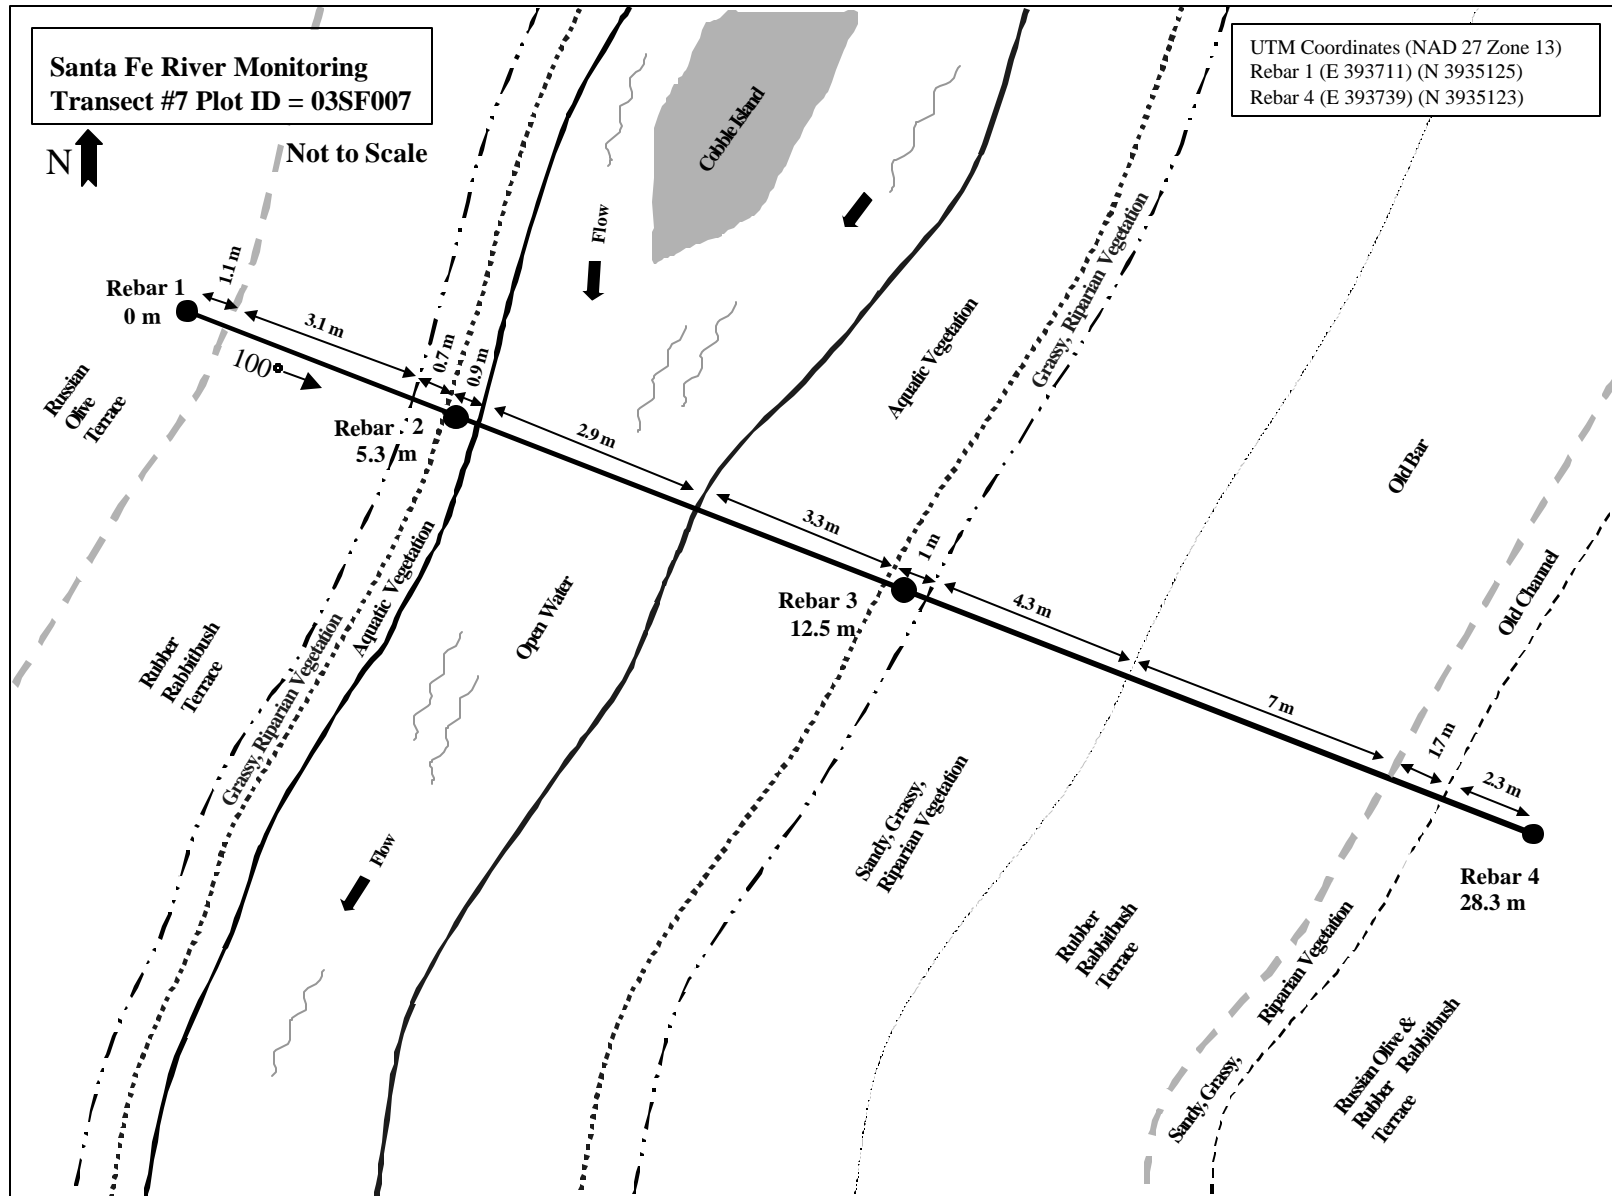 Santa Fe River Monitoring
Transect #7 Plot ID = 03SF007
UTM Coordinates (NAD 27 Zone 13)
Rebar 1 (E 393711) (N 3935125)
Rebar 4 (E 393739) (N 3935123)
N
Not to Scale
Cobble Island
Flow
Rebar 1
0 m
1.1 m
3.1 m
0.7 m
0.9 m
100°
Russian
Olive
Terrace
Rebar 2
5.3 m
2.9 m
Aquatic Vegetation
Grassy, Riparian Vegetation
3.3 m
1 m
Rebar 3
12.5 m
4.3 m
Old Bar
Old Channel
7 m
1.7 m
2.3 m
Rebar 4
28.3 m
Aquatic Vegetation
Open Water
Rubber
Rabbitbush
Terrace
Grassy, Riparian Vegetation
Flow
Sandy, Grassy,
Riparian Vegetation
Rubber
Rabbitbush
Terrace
Sandy, Grassy,
Riparian Vegetation
Russian Olive &
Rubber Rabbitbush
Terrace